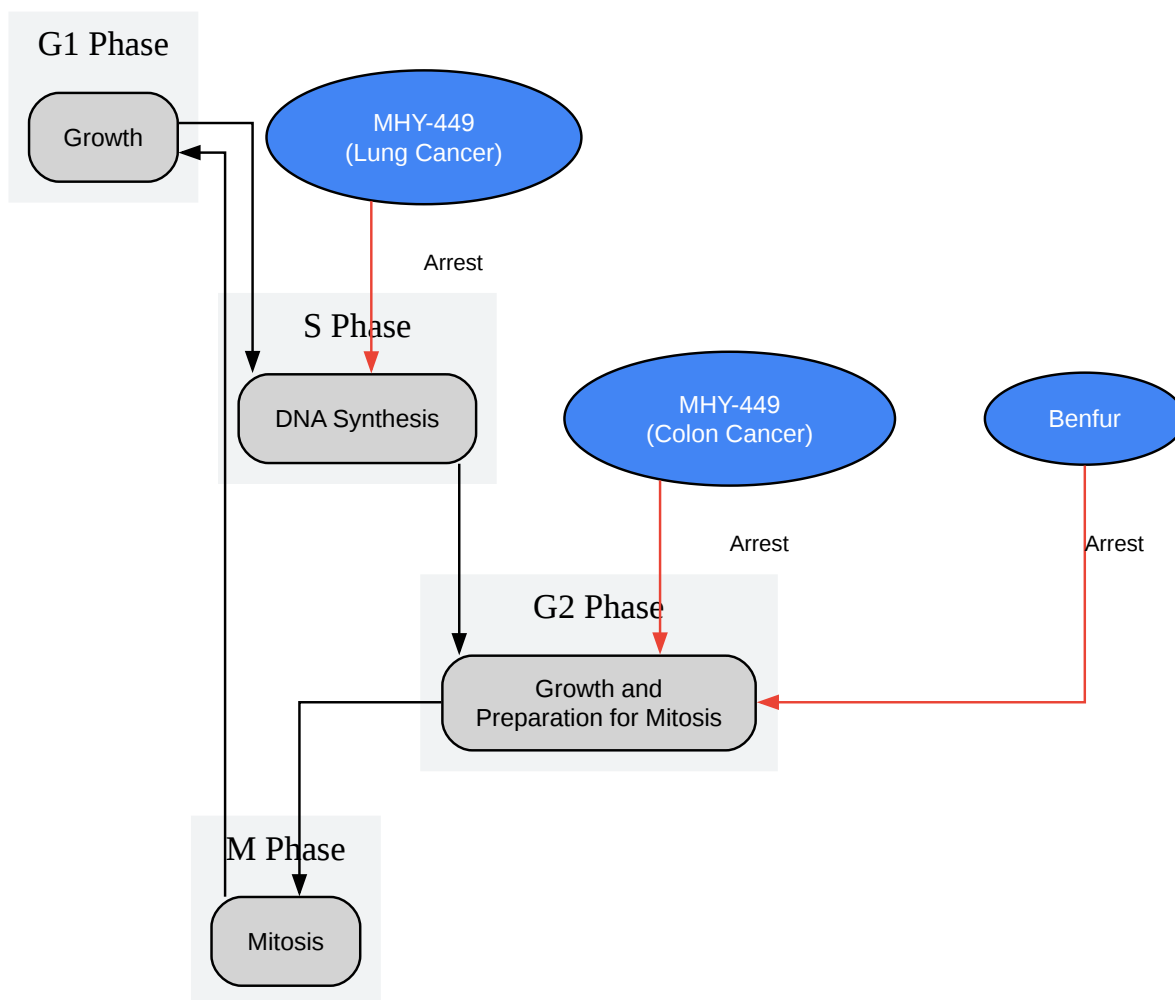 G1 Phase
Growth
MHY-449
(Lung Cancer)
Arrest
S Phase
DNA Synthesis
MHY-449
(Colon Cancer)
Benfur
Arrest
Arrest
G2 Phase
Growth and
Preparation for Mitosis
M Phase
Mitosis